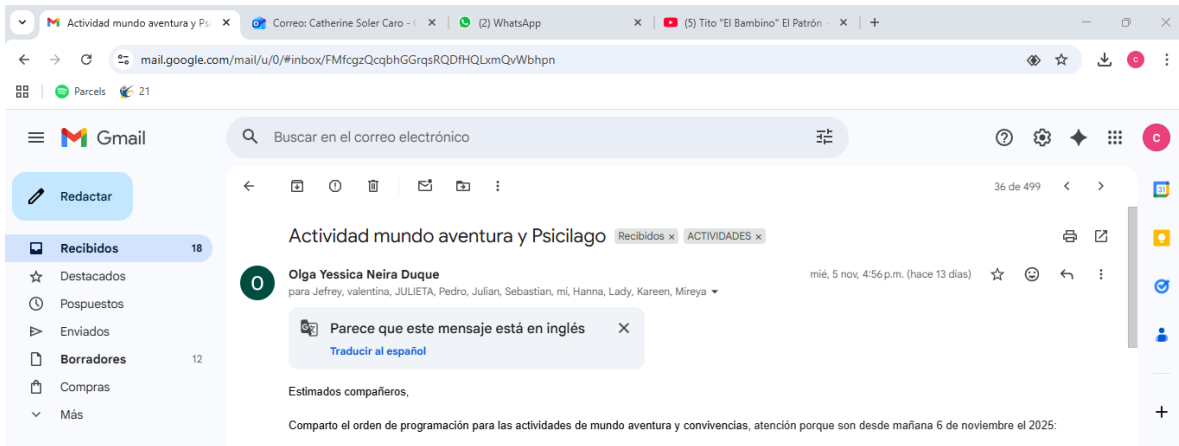 Actividad mundo aventura y Psi
Correo: Catherine Soler Caro - C
(2) WhatsApp
(5) Tito "El Bambino" El Patrón -
mail.google.com/mail/u/0/#inbox/FMfcgzQcqbhGGrqsRQDfHQLxmQvWbhpn
Parcels
21
Gmail
Buscar en el correo electrónico
C
Redactar
36 de 499
31
Recibidos 18
Actividad mundo aventura y Psicilago Recibidos x ACTIVIDADES x
Destacados
O
Olga Yessica Neira Duque
mié, 5 nov, 4:56 p.m. (hace 13 días)
para Jefrey, valentina, JULIETA, Pedro, Julian, Sebastian, mí, Hanna, Lady, Kareen, Mireya
Pospuestos
Enviados
Parece que este mensaje está en inglés
Traducir al español
Borradores 12
Compras
Más
Estimados compañeros,
Comparto el orden de programación para las actividades de mundo aventura y convivencias, atención porque son desde mañana 6 de noviembre el 2025: